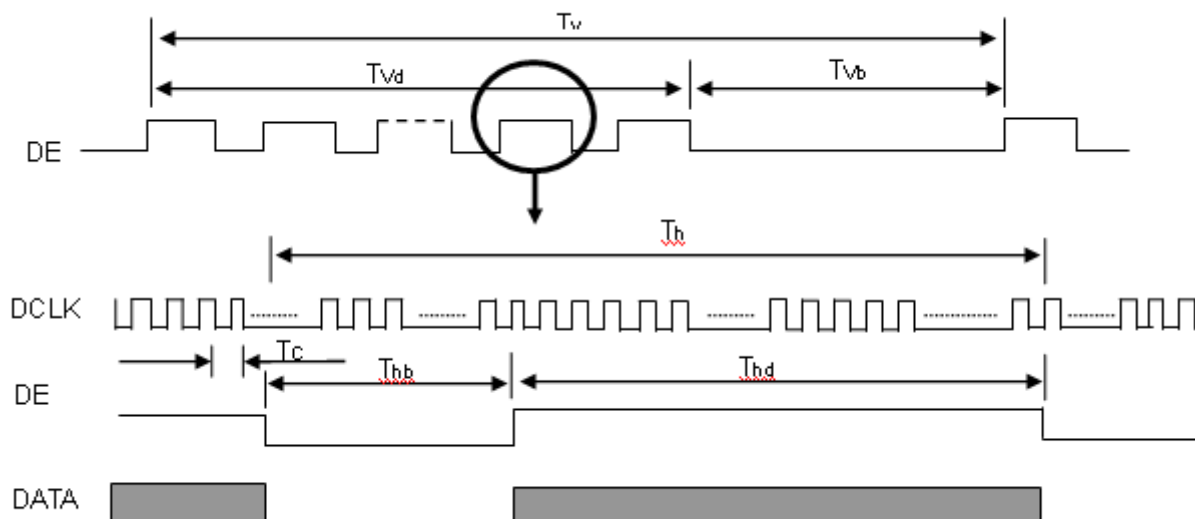 Tv
Tvd
Tvb
DE
Th
DCLK
Tc
Thb
Thd
DE
DATA